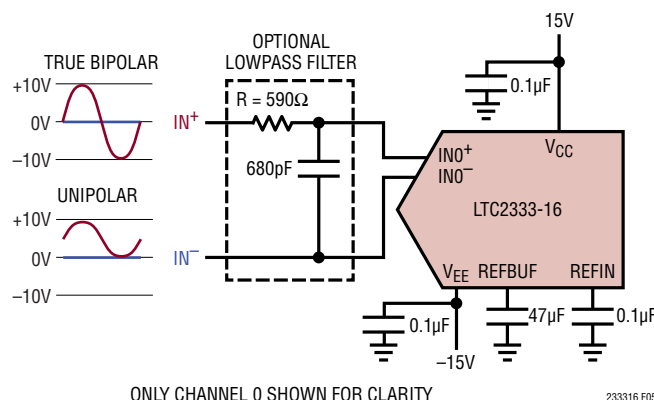 TRUE BIPOLAR
+10V
0V
–10V
UNIPOLAR
+10V
0V
–10V
IN+
IN–
OPTIONAL
LOWPASS FILTER
R = 590Ω
680pF
15V
0.1µF
VCC
IN0+
IN0–
LTC2333-16
VEE
REFBUF
REFIN
0.1µF
–15V
47µF
0.1µF
ONLY CHANNEL 0 SHOWN FOR CLARITY
233316 F05